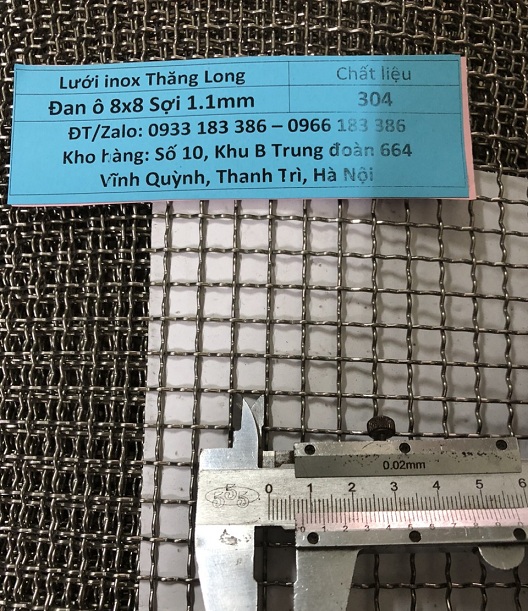 Lưới inox Thăng Long
Chất liệu
Đan ô 8x8 Sợi 1.1mm
304
ĐT/Zalo: 0933 183 386 – 0966 183 386
Kho hàng: Số 10, Khu B Trung đoàn 664
Vĩnh Quỳnh, Thanh Trì, Hà Nội
0.02mm
0 1 2 3 4 5 6